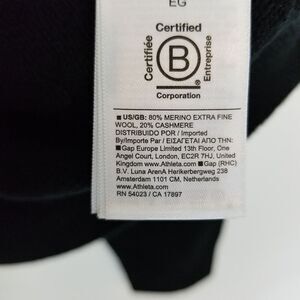 EG
Certified
Certifiée
B
Entreprise
Corporation
■ US/GB: 80% MERINO EXTRA FINE
WOOL, 20% CASHMERE
DISTRIBUIDO POR / Imported
By/Importe Par / ΕΙΣΑΓΕΤΑΙ ΑΠΟ ΤΗΝ:
■Gap Europe Limited 13th Floor, One
Angel Court, London, EC2R 7HJ, United
Kingdom www.Athleta.com ■Gap (RHC)
B.V. Luna ArenA Herikerbergweg 238
Amsterdam 1101 CM, Netherlands
www.Athleta.com
RN 54023 / CA 17897